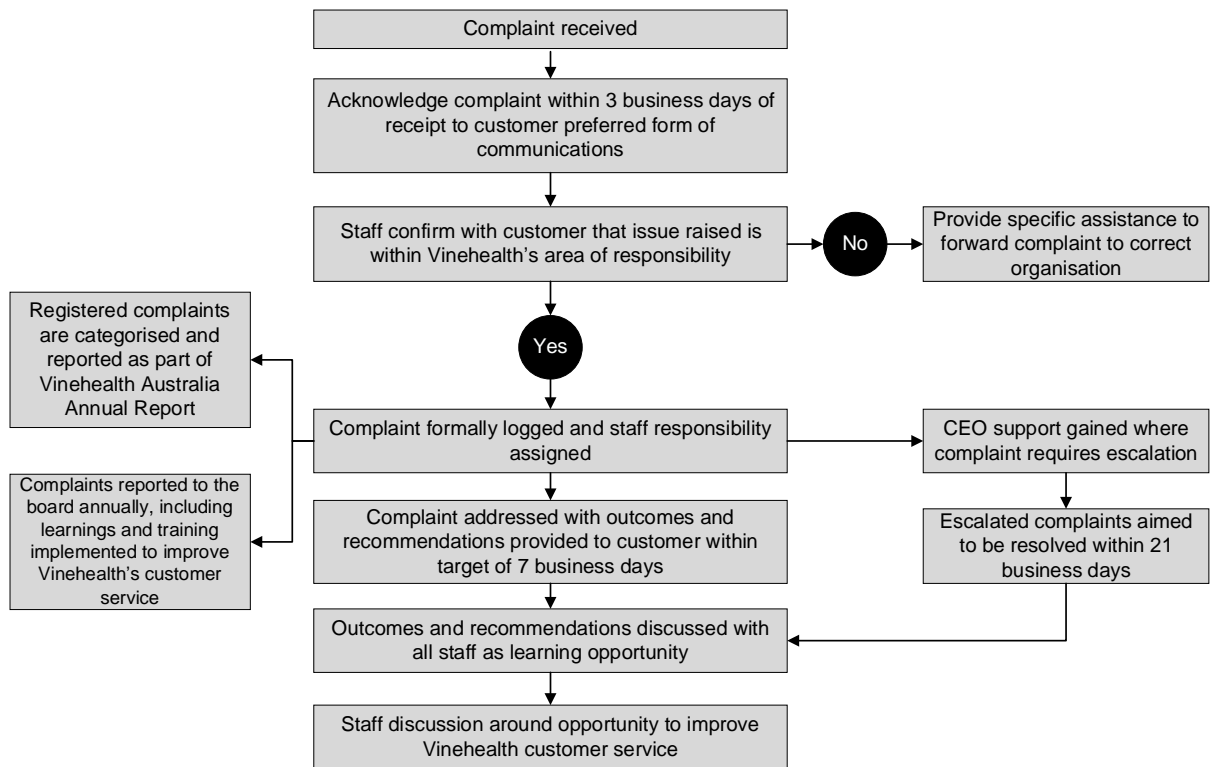 Complaint received
Acknowledge complaint within 3 business days of
receipt to customer preferred form of
communications
Staff confirm with customer that issue raised is
within Vinehealth's area of responsibility
No
Provide specific assistance to
forward complaint to correct
organisation
Yes
Registered complaints
are categorised and
reported as part of
Vinehealth Australia
Annual Report
Complaint formally logged and staff responsibility
assigned
CEO support gained where
complaint requires escalation
Complaints reported to the
board annually, including
learnings and training
implemented to improve
Vinehealth's customer
service
Complaint addressed with outcomes and
recommendations provided to customer within
target of 7 business days
Escalated complaints aimed
to be resolved within 21
business days
Outcomes and recommendations discussed with
all staff as learning opportunity
Staff discussion around opportunity to improve
Vinehealth customer service